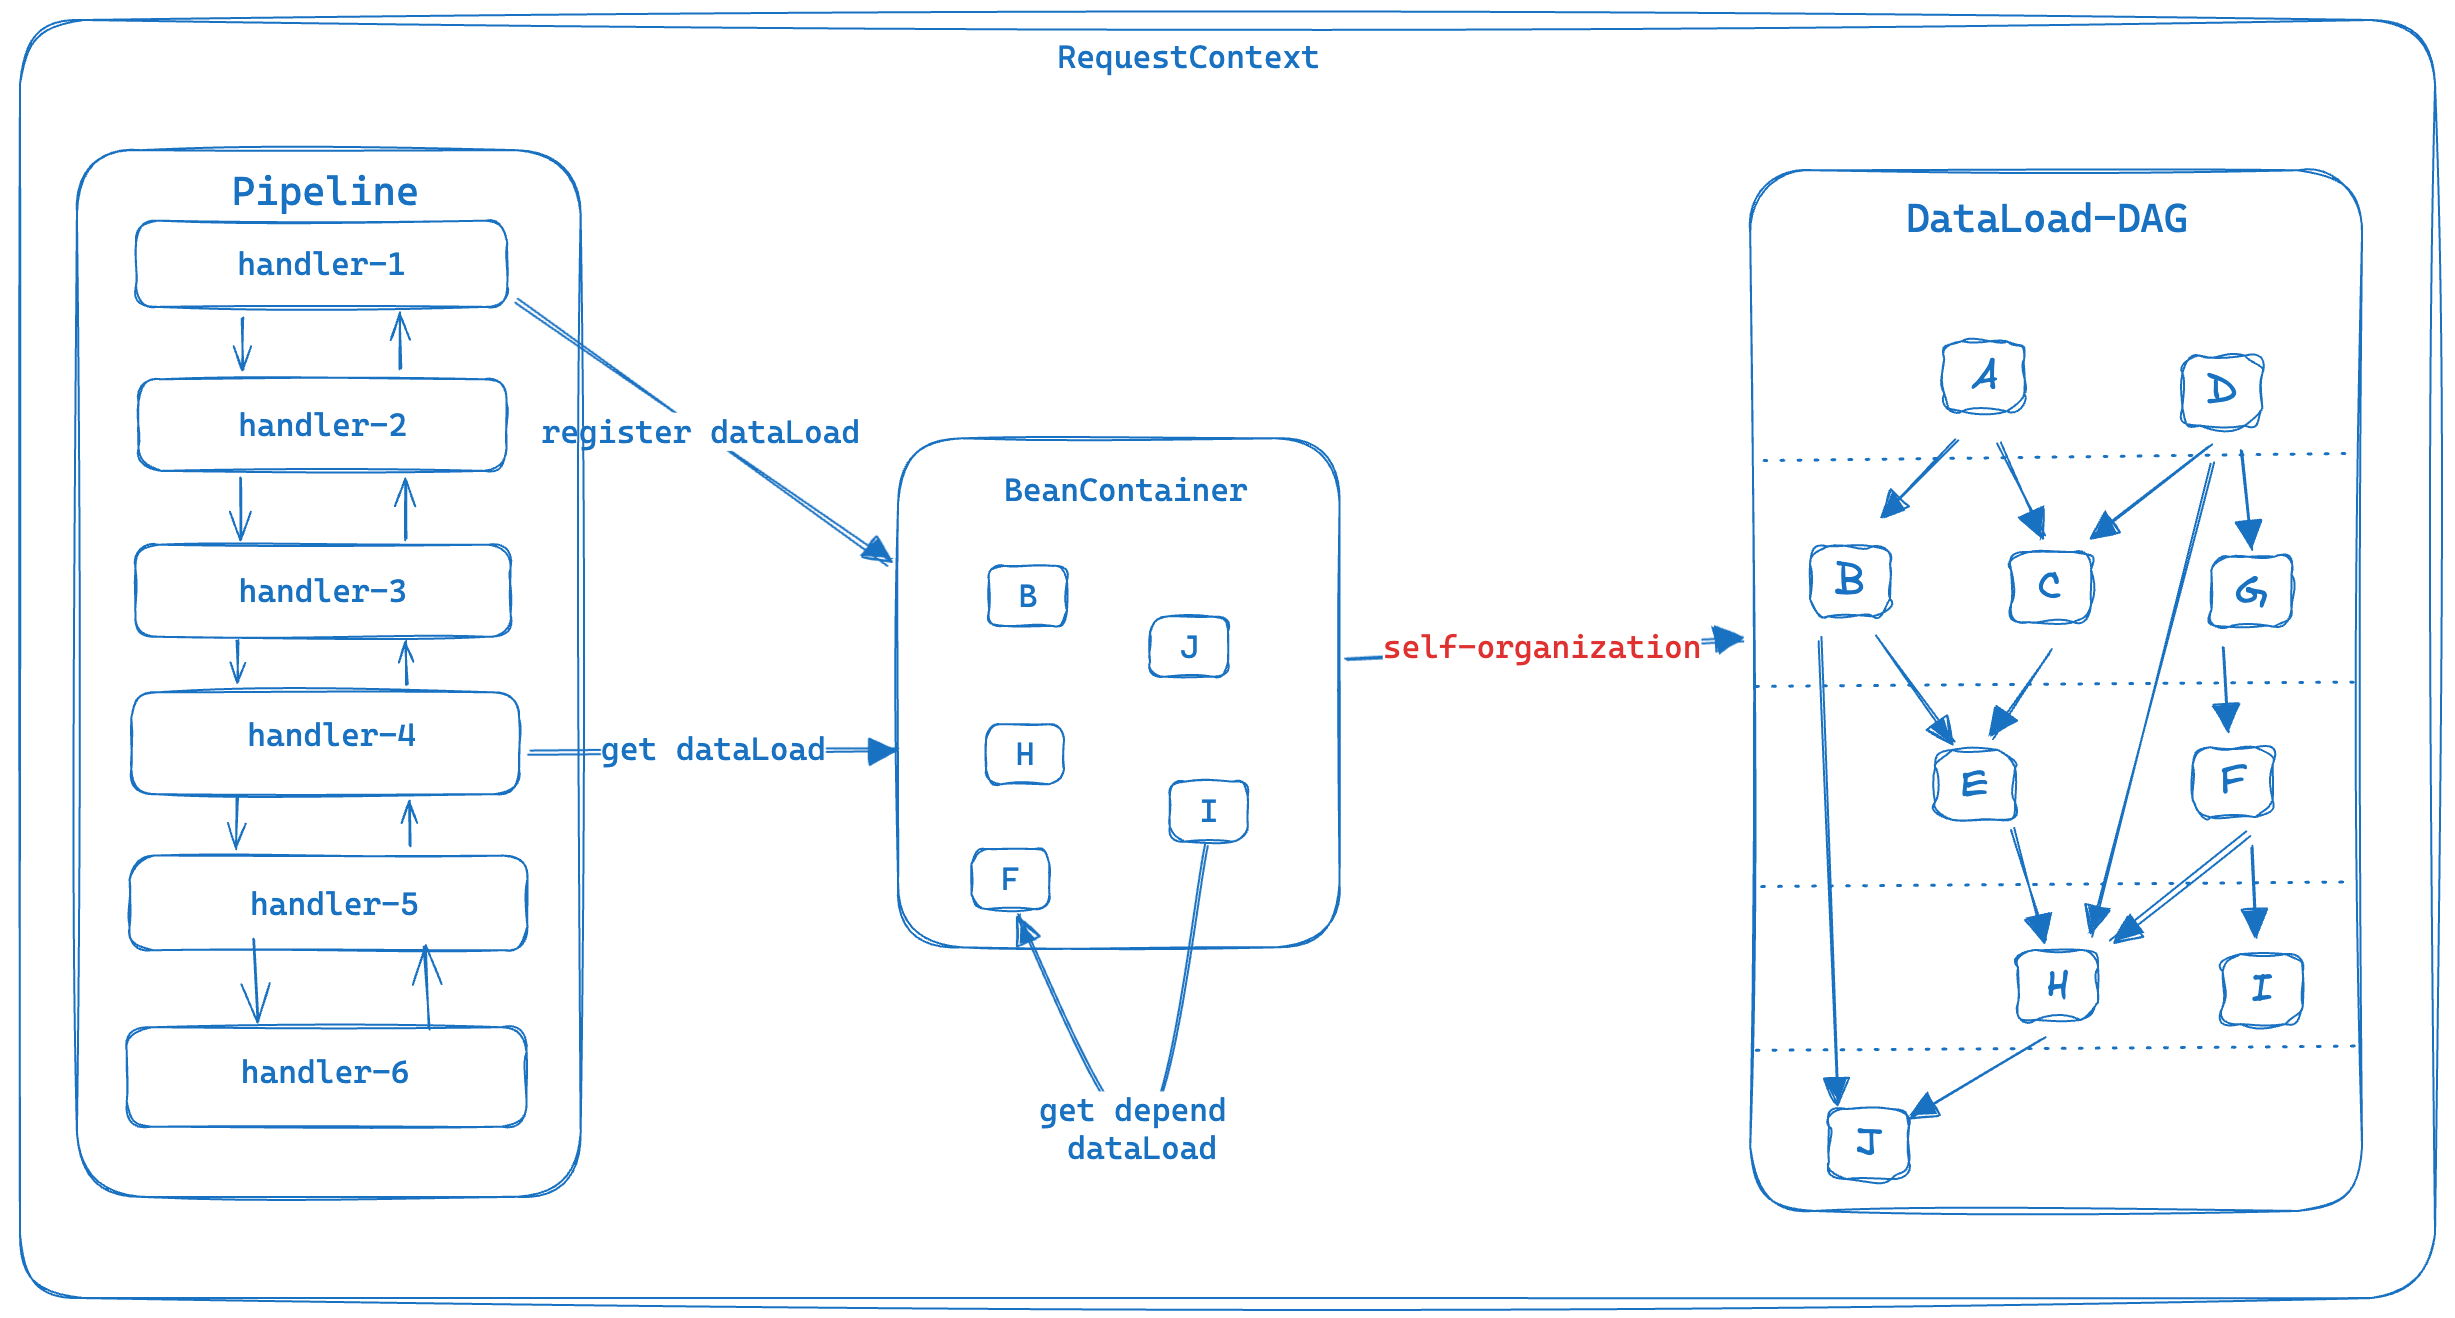 RequestContext
Pipeline
handler-1
handler-2
handler-3
handler-4
handler-5
handler-6
register dataLoad
get dataLoad
BeanContainer
B
J
H
I
F
get depend
dataLoad
self-organization
DataLoad-DAG
A
D
B
C
G
E
F
H
I
J